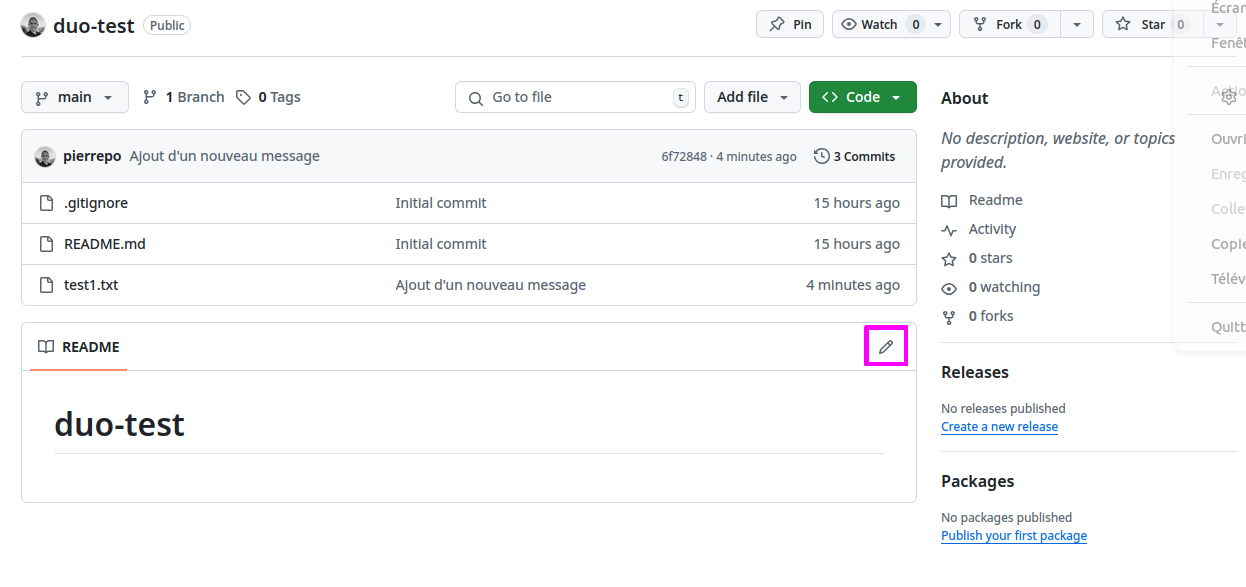 duo-test Public Pin Watch 0 Fork 0 Star 0
main 1 Branch 0 Tags Go to file t Add file Code
pierrepo Ajout d'un nouveau message 6f72848 · 4 minutes ago 3 Commits
.gitignore Initial commit 15 hours ago
README.md Initial commit 15 hours ago
test1.txt Ajout d'un nouveau message 4 minutes ago
README
duo-test
About
No description, website, or topics
provided.
Readme
Activity
0 stars
0 watching
0 forks
Releases
No releases published
Create a new release
Packages
No packages published
Publish your first package
Écran
Fenêt
Ouvri
Enreg
Colle
Copie
Télév
Quitt